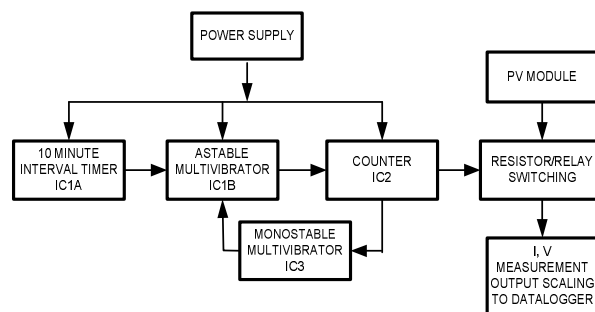 POWER SUPPLY
PV MODULE
10 MINUTE
INTERVAL TIMER
IC1A
ASTABLE
MULTIVIBRATOR
IC1B
COUNTER
IC2
RESISTOR/RELAY
SWITCHING
MONOSTABLE
MULTIVIBRATOR
IC3
I, V
MEASUREMENT
OUTPUT SCALING
TO DATALOGGER